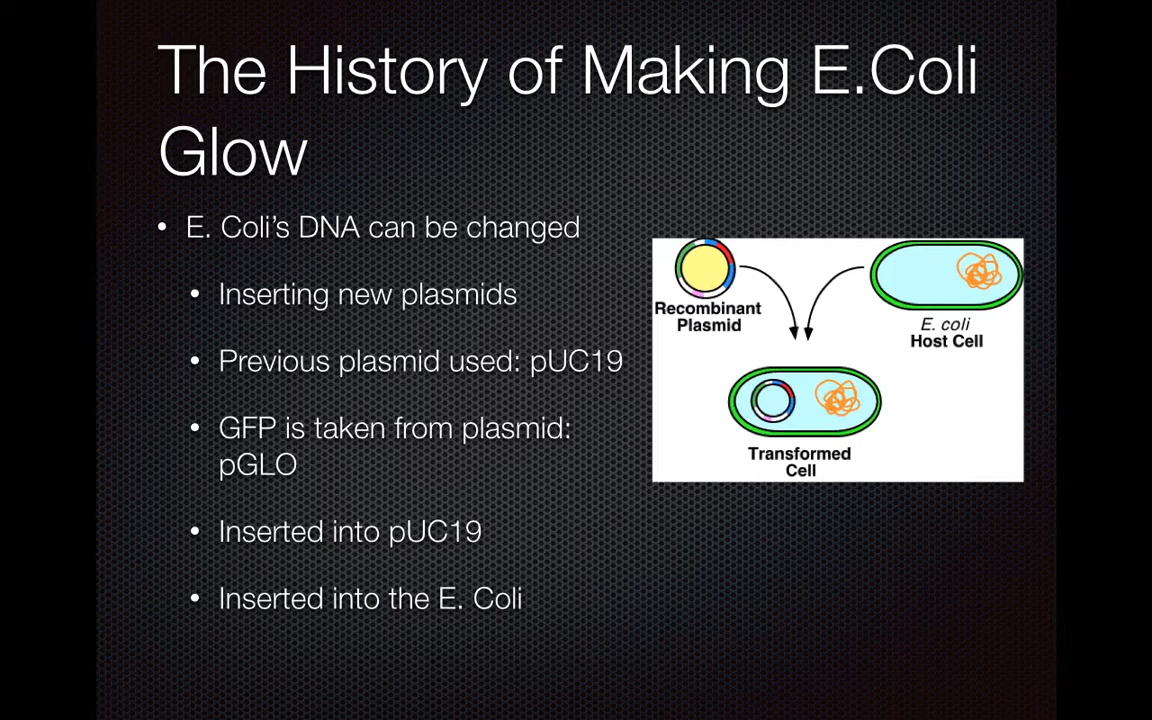 The History of Making E.Coli
Glow
• E. Coli’s DNA can be changed
• Inserting new plasmids
• Previous plasmid used: pUC19
• GFP is taken from plasmid:
pGLO
• Inserted into pUC19
• Inserted into the E. Coli
Recombinant
Plasmid
E. coli
Host Cell
Transformed
Cell